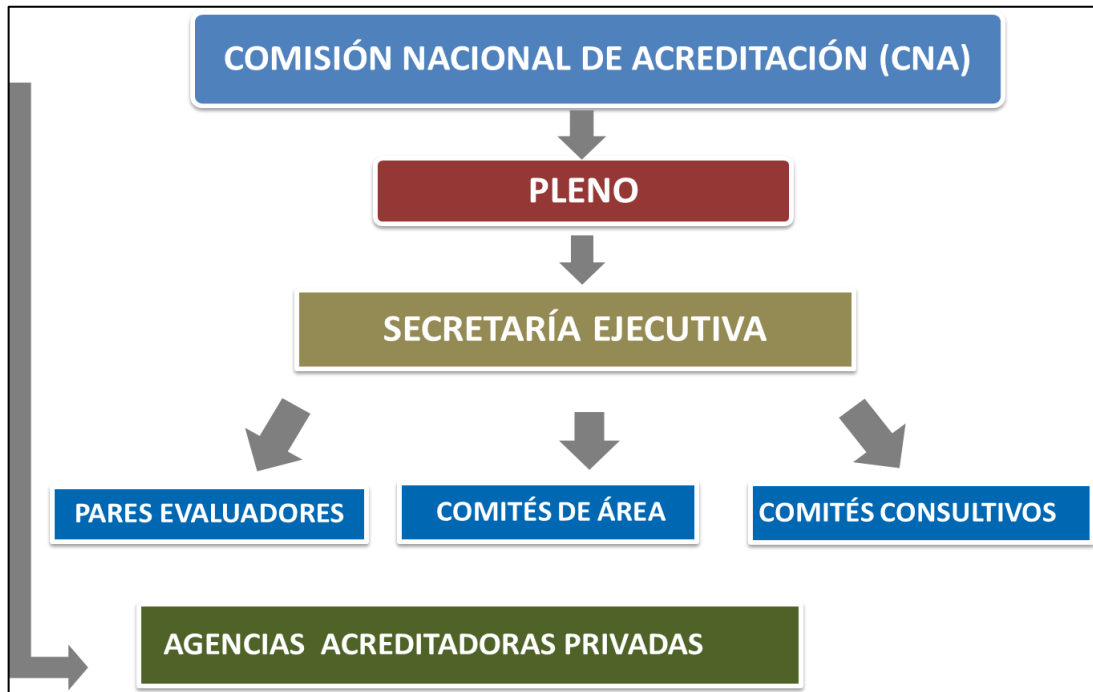 COMISIÓN NACIONAL DE ACREDITACIÓN (CNA)
PLENO
SECRETARÍA EJECUTIVA
PARES EVALUADORES
COMITÉS DE ÁREA
COMITÉS CONSULTIVOS
AGENCIAS ACREDITADORAS PRIVADAS